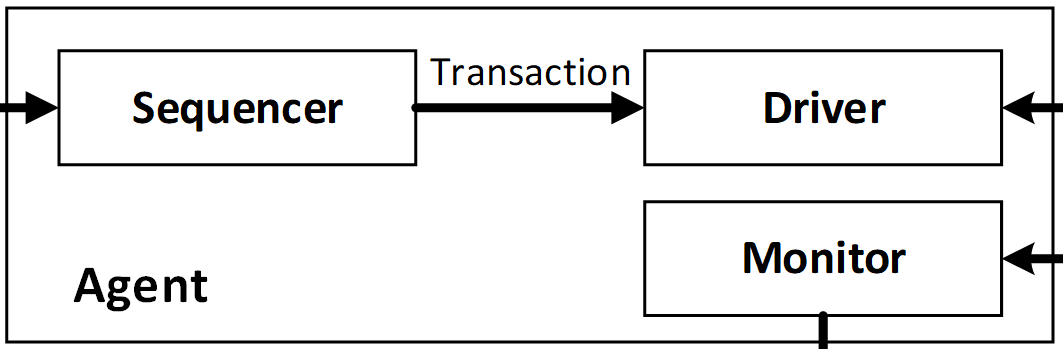 Transaction
Sequencer
Driver
Monitor
Agent